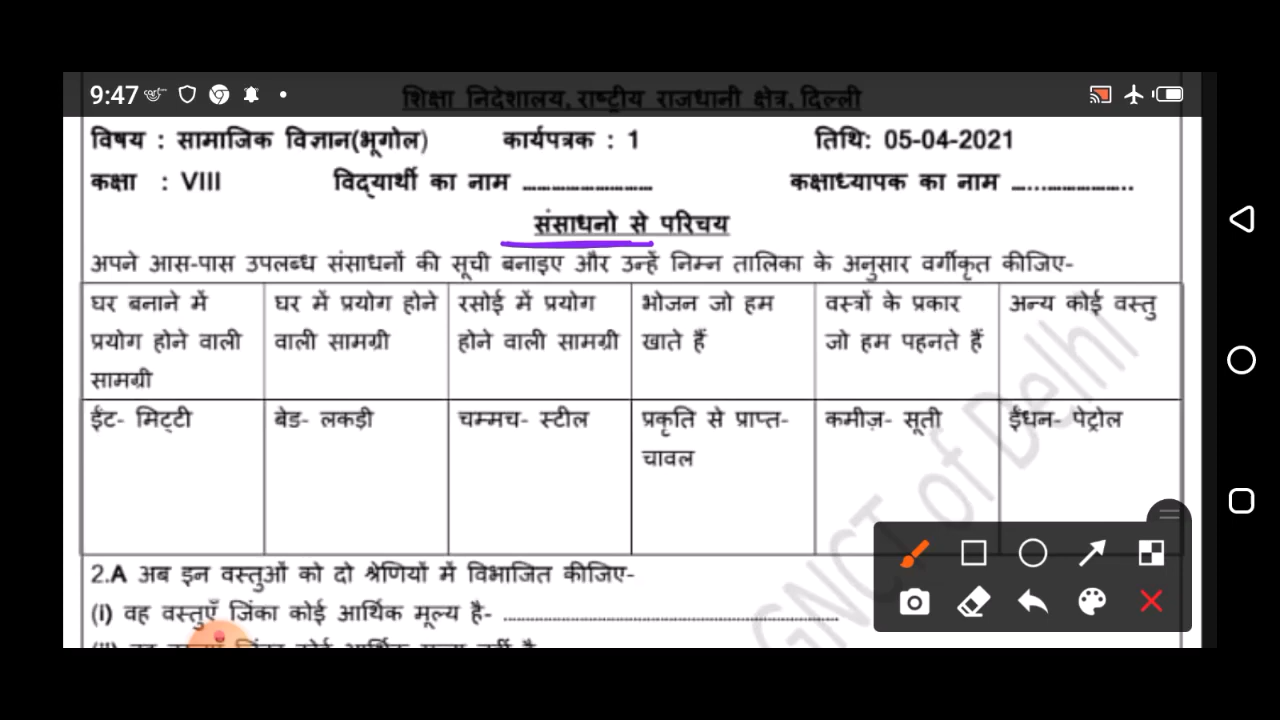 9:47
शिक्षा निदेशालय, राष्ट्रीय राजधानी क्षेत्र, दिल्ली
विषय : सामाजिक विज्ञान(भूगोल) कार्यपत्रक : 1 तिथि: 05-04-2021
कक्षा : VIII विद्यार्थी का नाम ............................ कक्षाध्यापक का नाम ........................
संसाधनो से परिचय
अपने आस-पास उपलब्ध संसाधनों की सूची बनाइए और उन्हें निम्न तालिका के अनुसार वर्गीकृत कीजिए-
घर बनाने में प्रयोग होने वाली सामग्री
घर में प्रयोग होने वाली सामग्री
रसोई में प्रयोग होने वाली सामग्री
भोजन जो हम खाते हैं
वस्त्रों के प्रकार जो हम पहनते हैं
अन्य कोई वस्तु
ईंट- मिट्टी
बेड- लकड़ी
चम्मच- स्टील
प्रकृति से प्राप्त- चावल
कमीज़- सूती
ईंधन- पेट्रोल
2.A अब इन वस्तुओं को दो श्रेणियों में विभाजित कीजिए-
(i) वह वस्तुएँ जिंका कोई आर्थिक मूल्य है- ........................................................................
GNCT of Delhi